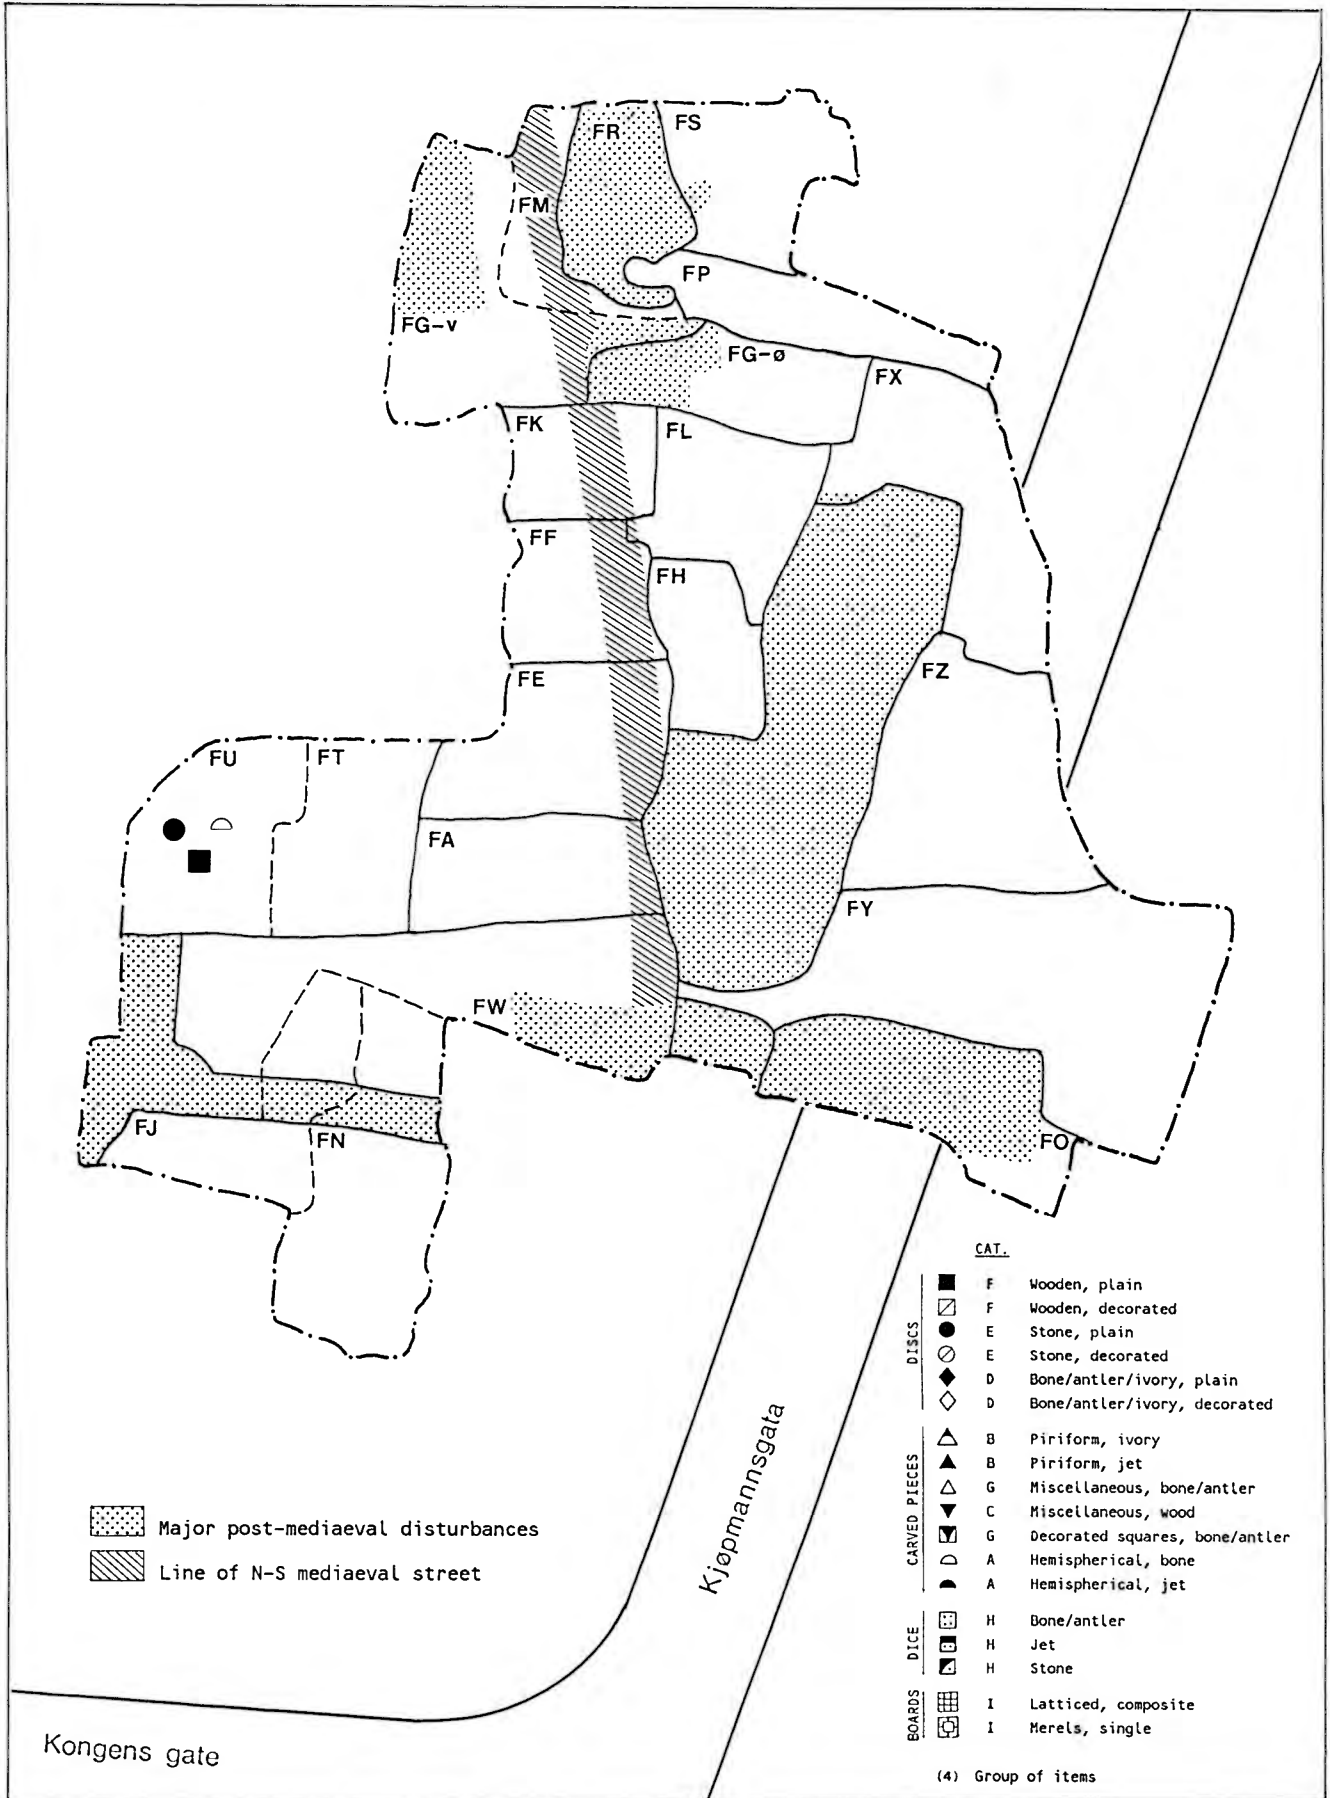 FR
FS
FM
FP
FG-v
FG-ø
FX
FK
FL
FF
FH
FE
FZ
FU
FT
FA
FY
FW
FJ
FN
FO
CAT.
DISCS
F Wooden, plain
F Wooden, decorated
E Stone, plain
E Stone, decorated
D Bone/antler/ivory, plain
D Bone/antler/ivory, decorated
CARVED PIECES
B Piriform, ivory
B Piriform, jet
G Miscellaneous, bone/antler
C Miscellaneous, wood
G Decorated squares, bone/antler
A Hemispherical, bone
A Hemispherical, jet
DICE
H Bone/antler
H Jet
H Stone
BOARDS
I Latticed, composite
I Merels, single
(4) Group of items
Major post-mediaeval disturbances
Line of N-S mediaeval street
Kjøpmannsgata
Kongens gate